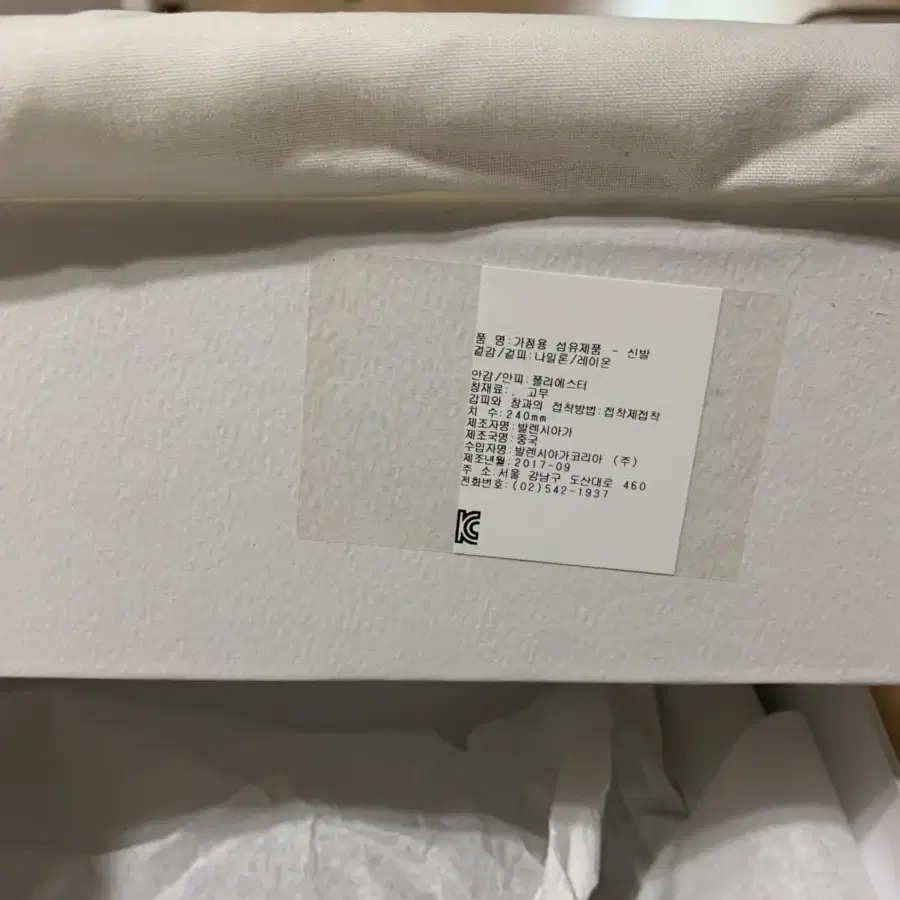 품 명:가정용 섬유제품 - 신발
겉감/겉피:나일론/레이온
안감/안피:폴리에스터
창재료:. 고무
갑피와 창과의 접착방법:접착제접착
치 수:240mm
제조자명:발렌시아가
제조국명:중국
수입자명:발렌시아가코리아 (주)
제조년월:2017-09
주 소:서울 강남구 도산대로 460
전화번호:(02)542-1937
KC